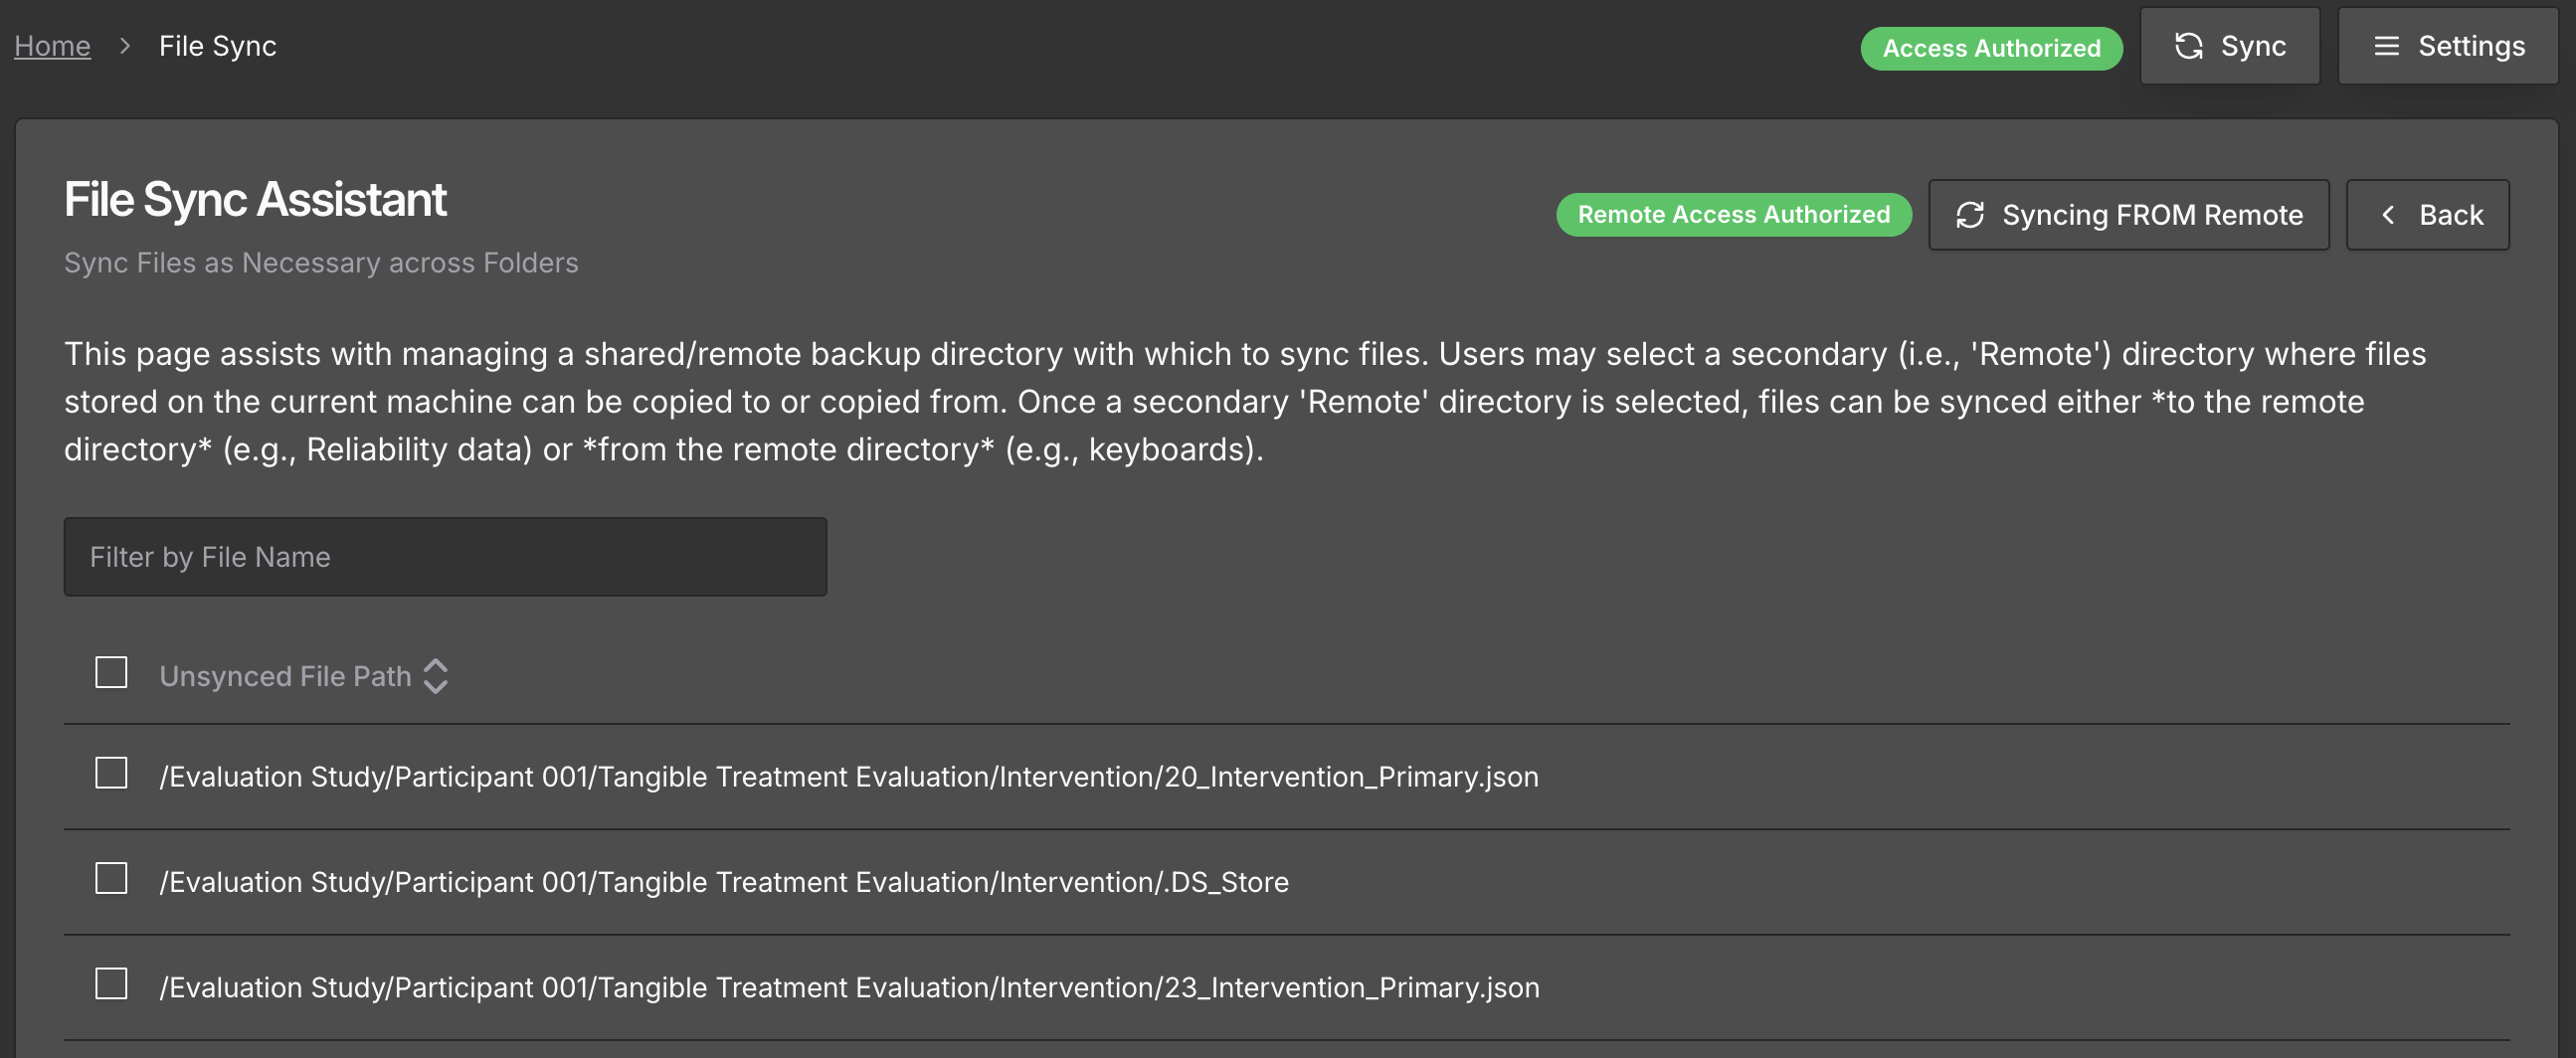 Home > File Sync
Access Authorized
Sync
Settings
File Sync Assistant
Sync Files as Necessary across Folders
Remote Access Authorized
Syncing FROM Remote
Back
This page assists with managing a shared/remote backup directory with which to sync files. Users may select a secondary (i.e., 'Remote') directory where files
stored on the current machine can be copied to or copied from. Once a secondary 'Remote' directory is selected, files can be synced either *to the remote
directory* (e.g., Reliability data) or *from the remote directory* (e.g., keyboards).
Filter by File Name
Unsynced File Path
/Evaluation Study/Participant 001/Tangible Treatment Evaluation/Intervention/20_Intervention_Primary.json
/Evaluation Study/Participant 001/Tangible Treatment Evaluation/Intervention/.DS_Store
/Evaluation Study/Participant 001/Tangible Treatment Evaluation/Intervention/23_Intervention_Primary.json